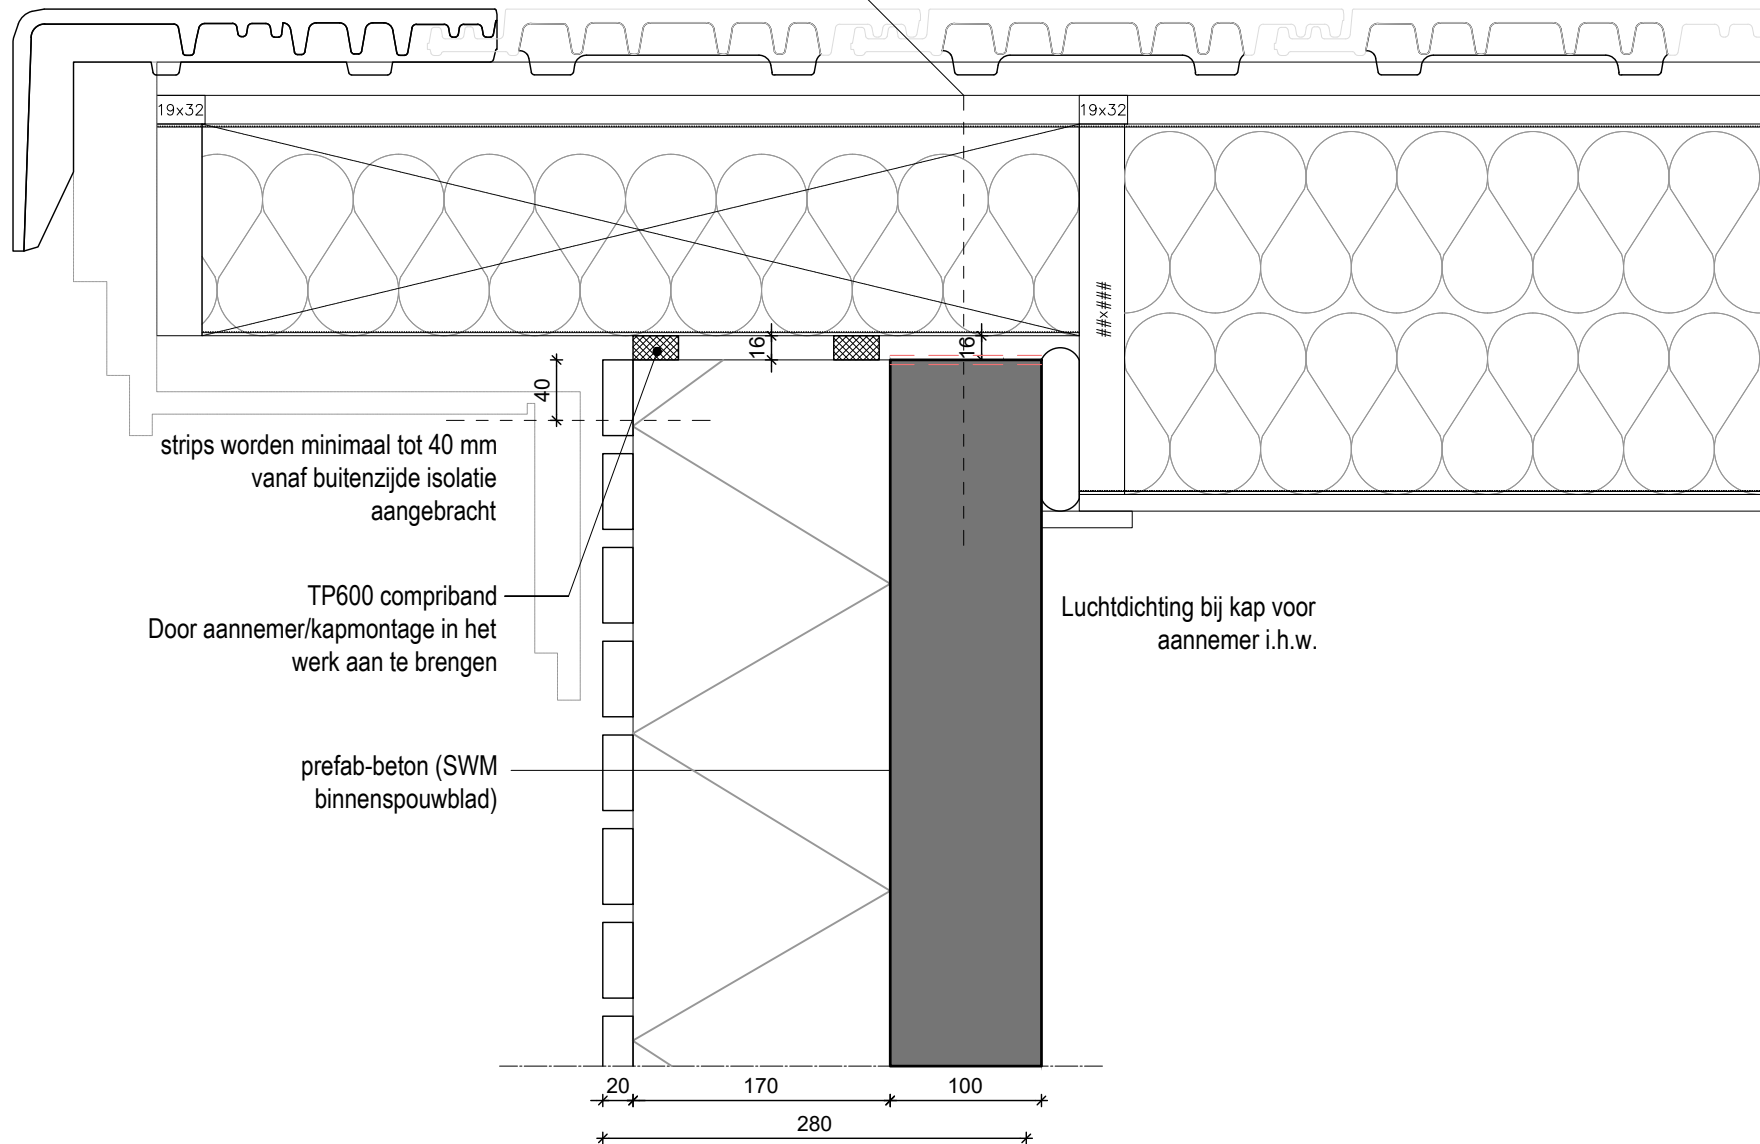 19x32
19x32
##x###
16
16
40
strips worden minimaal tot 40 mm
vanaf buitenzijde isolatie
aangebracht
TP600 compriband
Door aannemer/kapmontage in het
werk aan te brengen
Luchtdichting bij kap voor
aannemer i.h.w.
prefab-beton (SWM
binnenspouwblad)
20
170
100
280